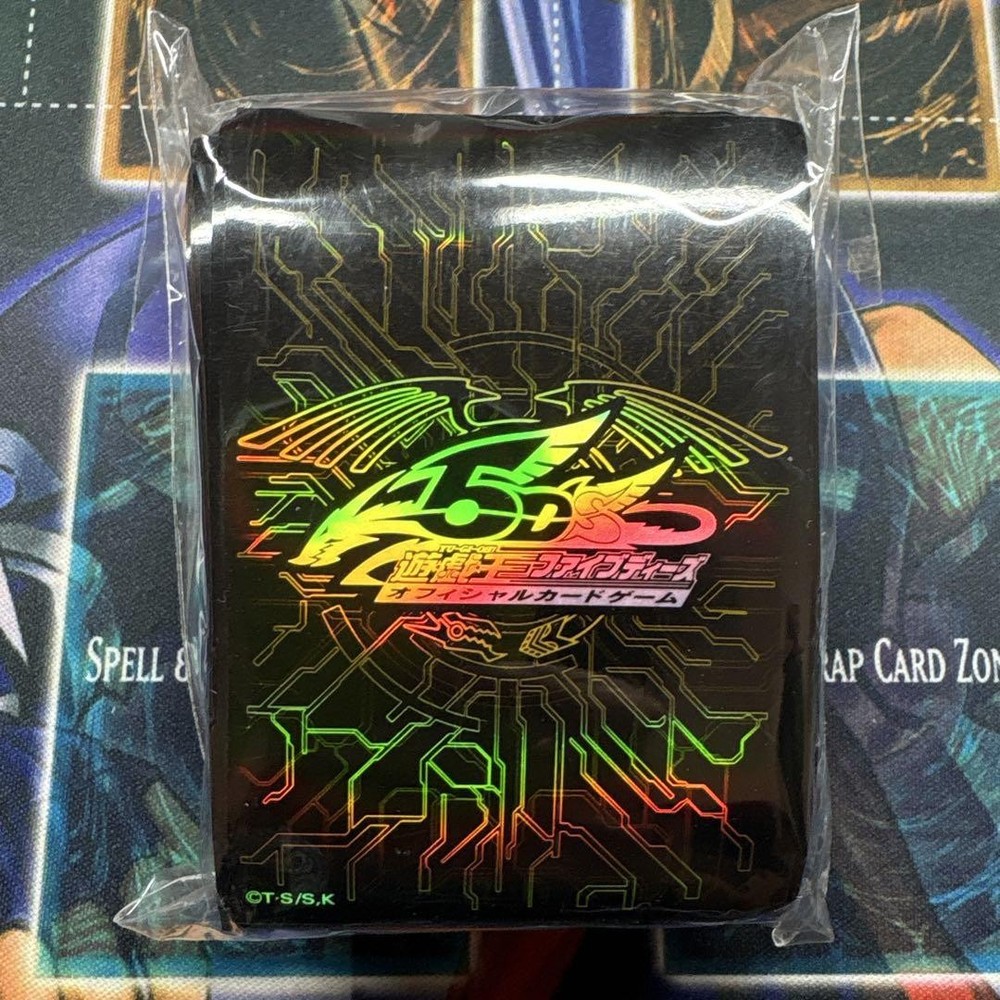 5D's
YU-GI-OH!
遊☆戯☆王 ファイブディーズ
オフィシャルカードゲーム
SPELL &
RAP CARD ZON
©T·S/S,K